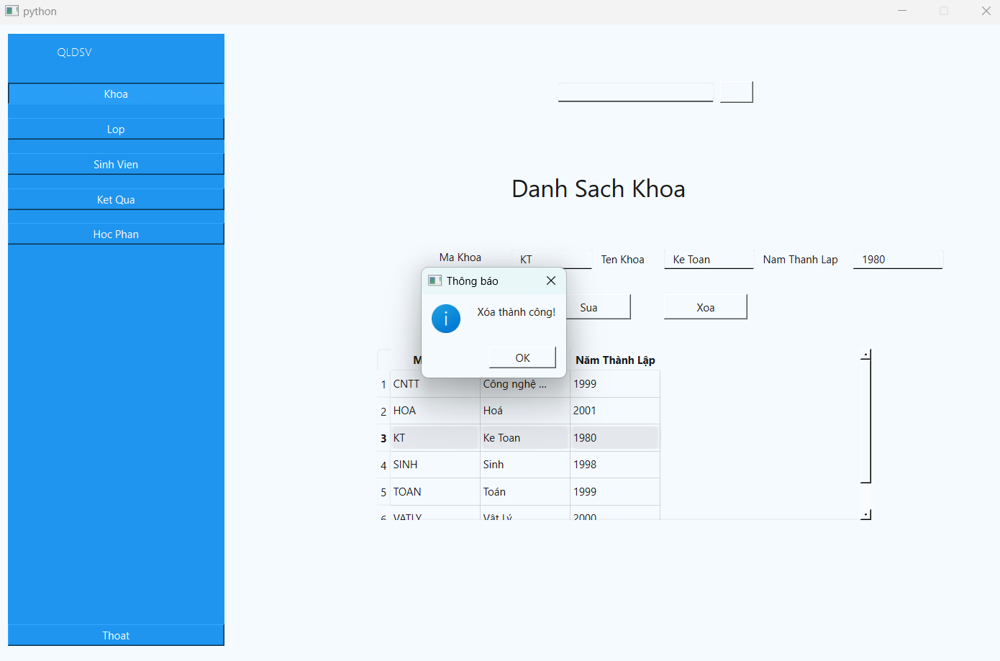 python
QLDSV
Khoa
Lop
Sinh Vien
Ket Qua
Hoc Phan
Thoat
Danh Sach Khoa
Ma Khoa KT Ten Khoa Ke Toan Nam Thanh Lap 1980
Sua Xoa
Thông báo
Xóa thành công!
OK
M Năm Thành Lập
1 CNTT Công nghệ ... 1999
2 HOA Hoá 2001
3 KT Ke Toan 1980
4 SINH Sinh 1998
5 TOAN Toán 1999
6 VATLY Vật Lý 2000